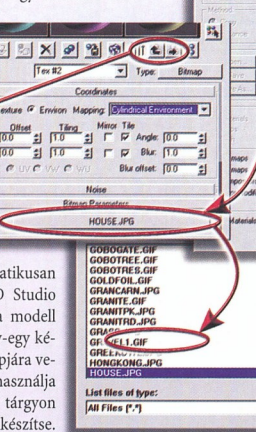 Method
Tex #2 Type: Bitmap
Coordinates
Environ Mapping: Cylindrical Environment
Offset Tiling Mirror Tile
0.0 1.0 Angle: 0.0
0.0 1.0 Blur: 1.0
UV VW WU Blur offset: 0.0
Noise
Bitmap Parameters
HOUSE.JPG
maps
maps
Materials
GOBOGATE.GIF
GOBOTREE.GIF
GOBOTRES.GIF
GOLDFOIL.GIF
GRANCARN.JPG
GRANITE.GIF
GRANITPK.JPG
GRANITRD.JPG
HONGKONG.JPG
HOUSE.JPG
List files of type:
All Files (*.*)
atikusan
Studio
modell
y-egy ké-
pjára ve-
használja
tárgyon
készítse.